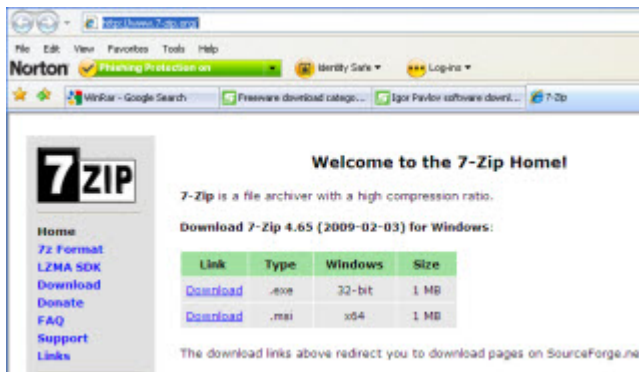 http://www.7-zip.org/
File Edit View Favorites Tools Help
Norton Phishing Protection on Identity Safe Log-ins
WinRar - Google Search Freeware download catego... Igor Pavlov software downl... 7-Zip
7ZIP
Welcome to the 7-Zip Home!
7-Zip is a file archiver with a high compression ratio.
Download 7-Zip 4.65 (2009-02-03) for Windows:
Link Type Windows Size
Download .exe 32-bit 1 MB
Download .msi x64 1 MB
The download links above redirect you to download pages on SourceForge.ne
Home
7z Format
LZMA SDK
Download
Donate
FAQ
Support
Links